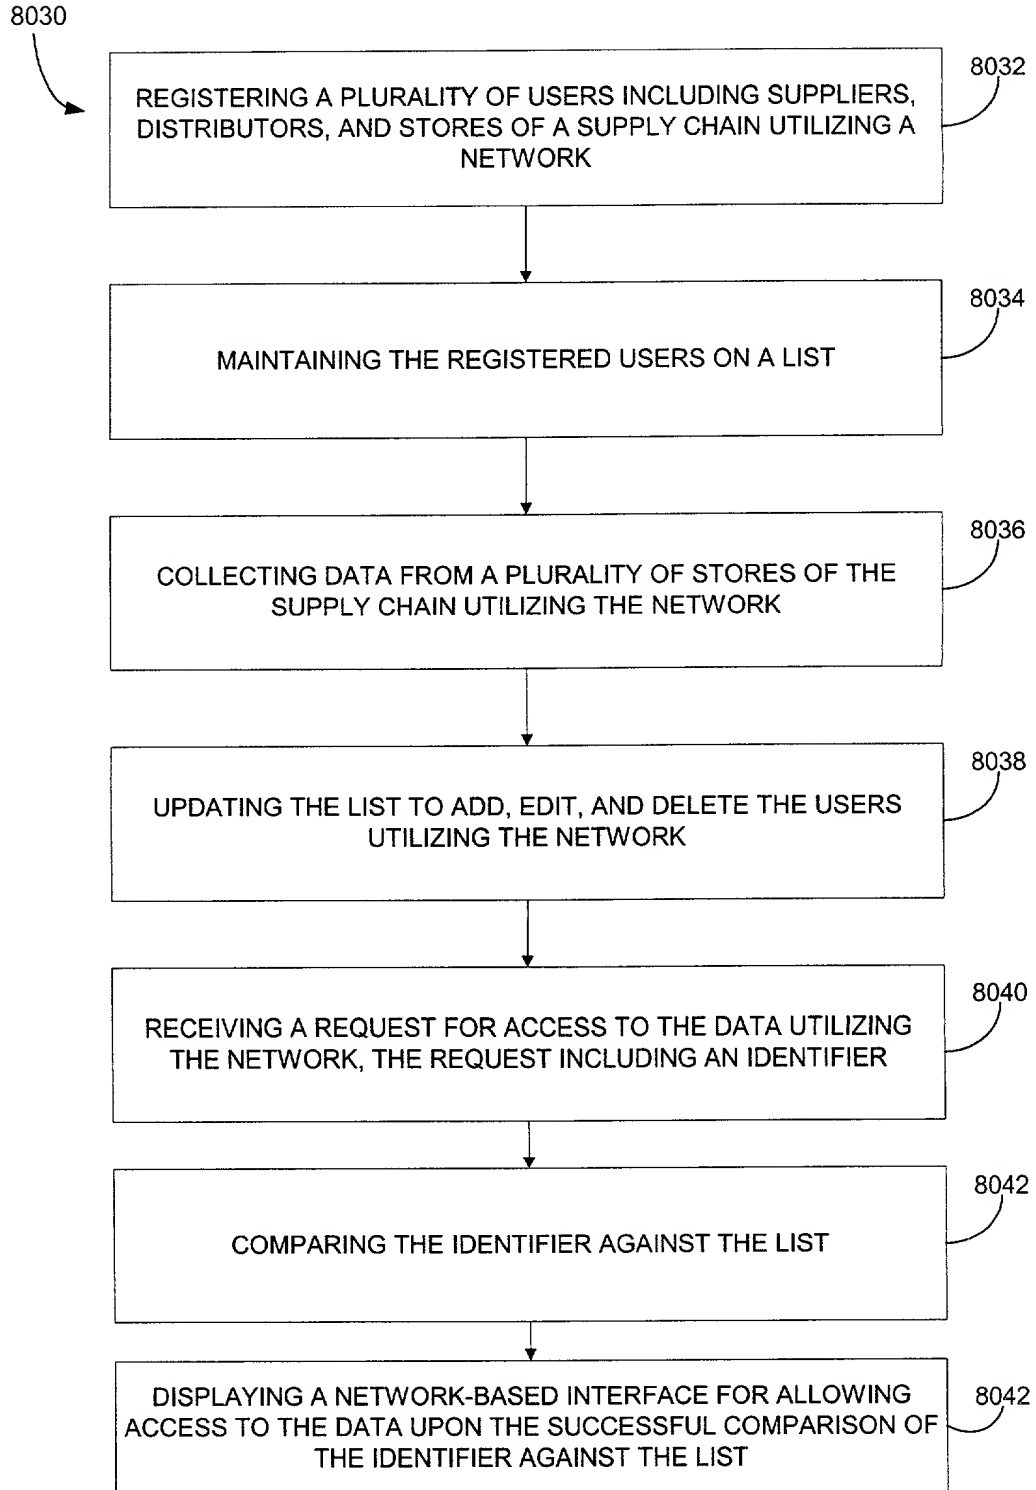 8030
8032
REGISTERING A PLURALITY OF USERS INCLUDING SUPPLIERS,
DISTRIBUTORS, AND STORES OF A SUPPLY CHAIN UTILIZING A
NETWORK
8034
MAINTAINING THE REGISTERED USERS ON A LIST
8036
COLLECTING DATA FROM A PLURALITY OF STORES OF THE
SUPPLY CHAIN UTILIZING THE NETWORK
8038
UPDATING THE LIST TO ADD, EDIT, AND DELETE THE USERS
UTILIZING THE NETWORK
8040
RECEIVING A REQUEST FOR ACCESS TO THE DATA UTILIZING
THE NETWORK, THE REQUEST INCLUDING AN IDENTIFIER
8042
COMPARING THE IDENTIFIER AGAINST THE LIST
8042
DISPLAYING A NETWORK-BASED INTERFACE FOR ALLOWING
ACCESS TO THE DATA UPON THE SUCCESSFUL COMPARISON OF
THE IDENTIFIER AGAINST THE LIST